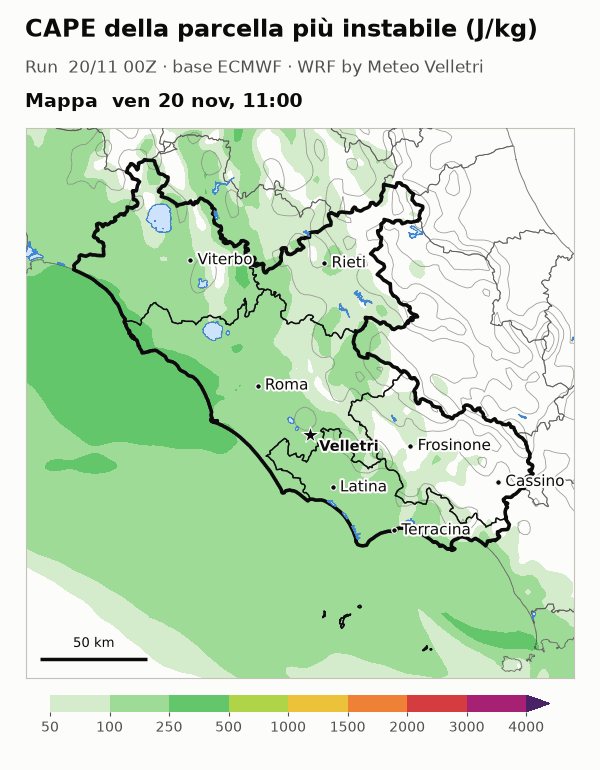 CAPE della parcella più instabile (J/kg)
Run  20/11 00Z · base ECMWF · WRF by Meteo Velletri
Mappa  ven 20 nov, 11:00
Viterbo
Rieti
Roma
Velletri
Frosinone
Cassino
Latina
Terracina
50 km
50 100 250 500 1000 1500 2000 3000 4000